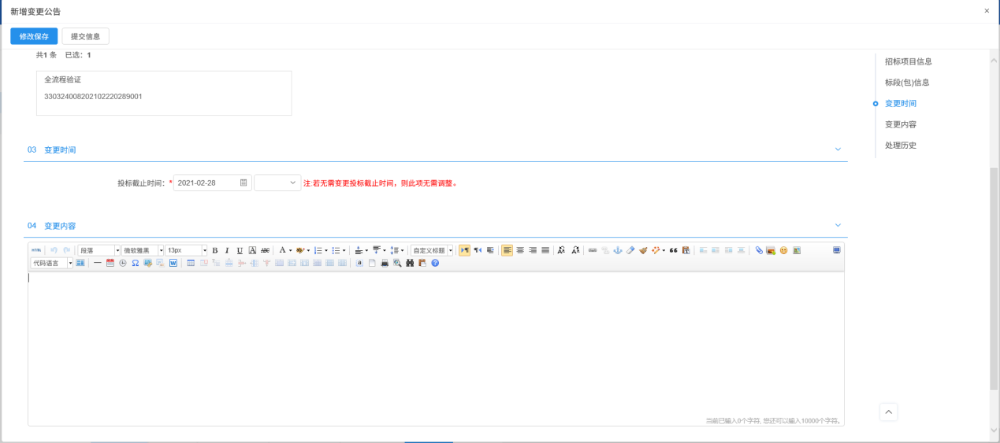 新增变更公告
×
修改保存 提交信息
共1 条 已选：1
全流程验证
330324008202102220289001
招标项目信息
标段(包)信息
变更时间
变更内容
处理历史
03 变更时间
投标截止时间：* 2021-02-28 注:若无需变更投标截止时间，则此项无需调整。
04 变更内容
HTML 段落 微软雅黑 13px B I U A ABC A 自定义标题
代码语言
当前已输入0个字符, 您还可以输入10000个字符。